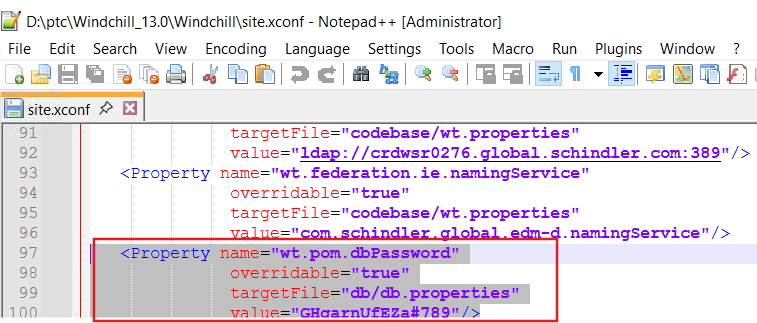 D:\ptc\Windchill_13.0\Windchill\site.xconf - Notepad++ [Administrator]
File Edit Search View Encoding Language Settings Tools Macro Run Plugins Window ?
site.xconf
91 targetFile="codebase/wt.properties"
92 value="ldap://crdwsr0276.global.schindler.com:389"/>
93 <Property name="wt.federation.ie.namingService"
94 overridable="true"
95 targetFile="codebase/wt.properties"
96 value="com.schindler.global.edm-d.namingService"/>
97 <Property name="wt.pom.dbPassword"
98 overridable="true"
99 targetFile="db/db.properties"
100 value="GHgarnUfEZa#789"/>